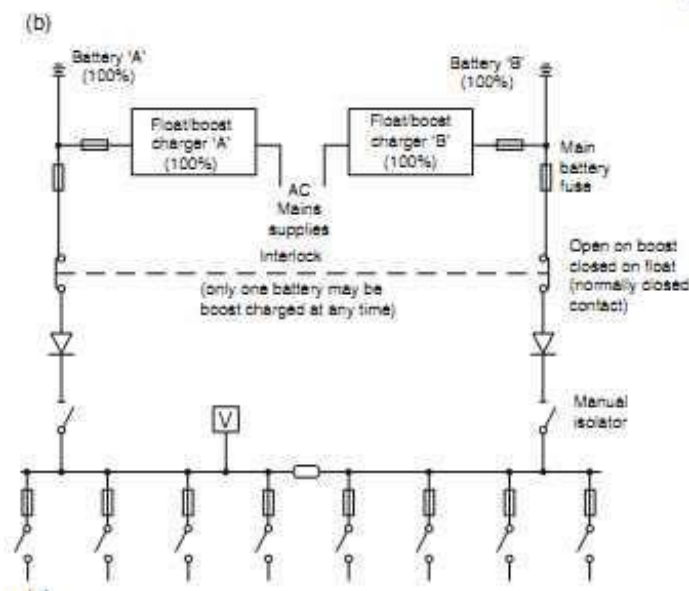 (b)
Battery 'A'
(100%)
Battery 'B'
(100%)
Float/boost
charger 'A'
(100%)
Float/boost
charger 'B'
(100%)
Main
battery
fuse
AC
Mains
supplies
Interlock
(only one battery may be
boost charged at any time)
Open on boost
closed on float
(normally closed
contact)
Manual
isolator
V